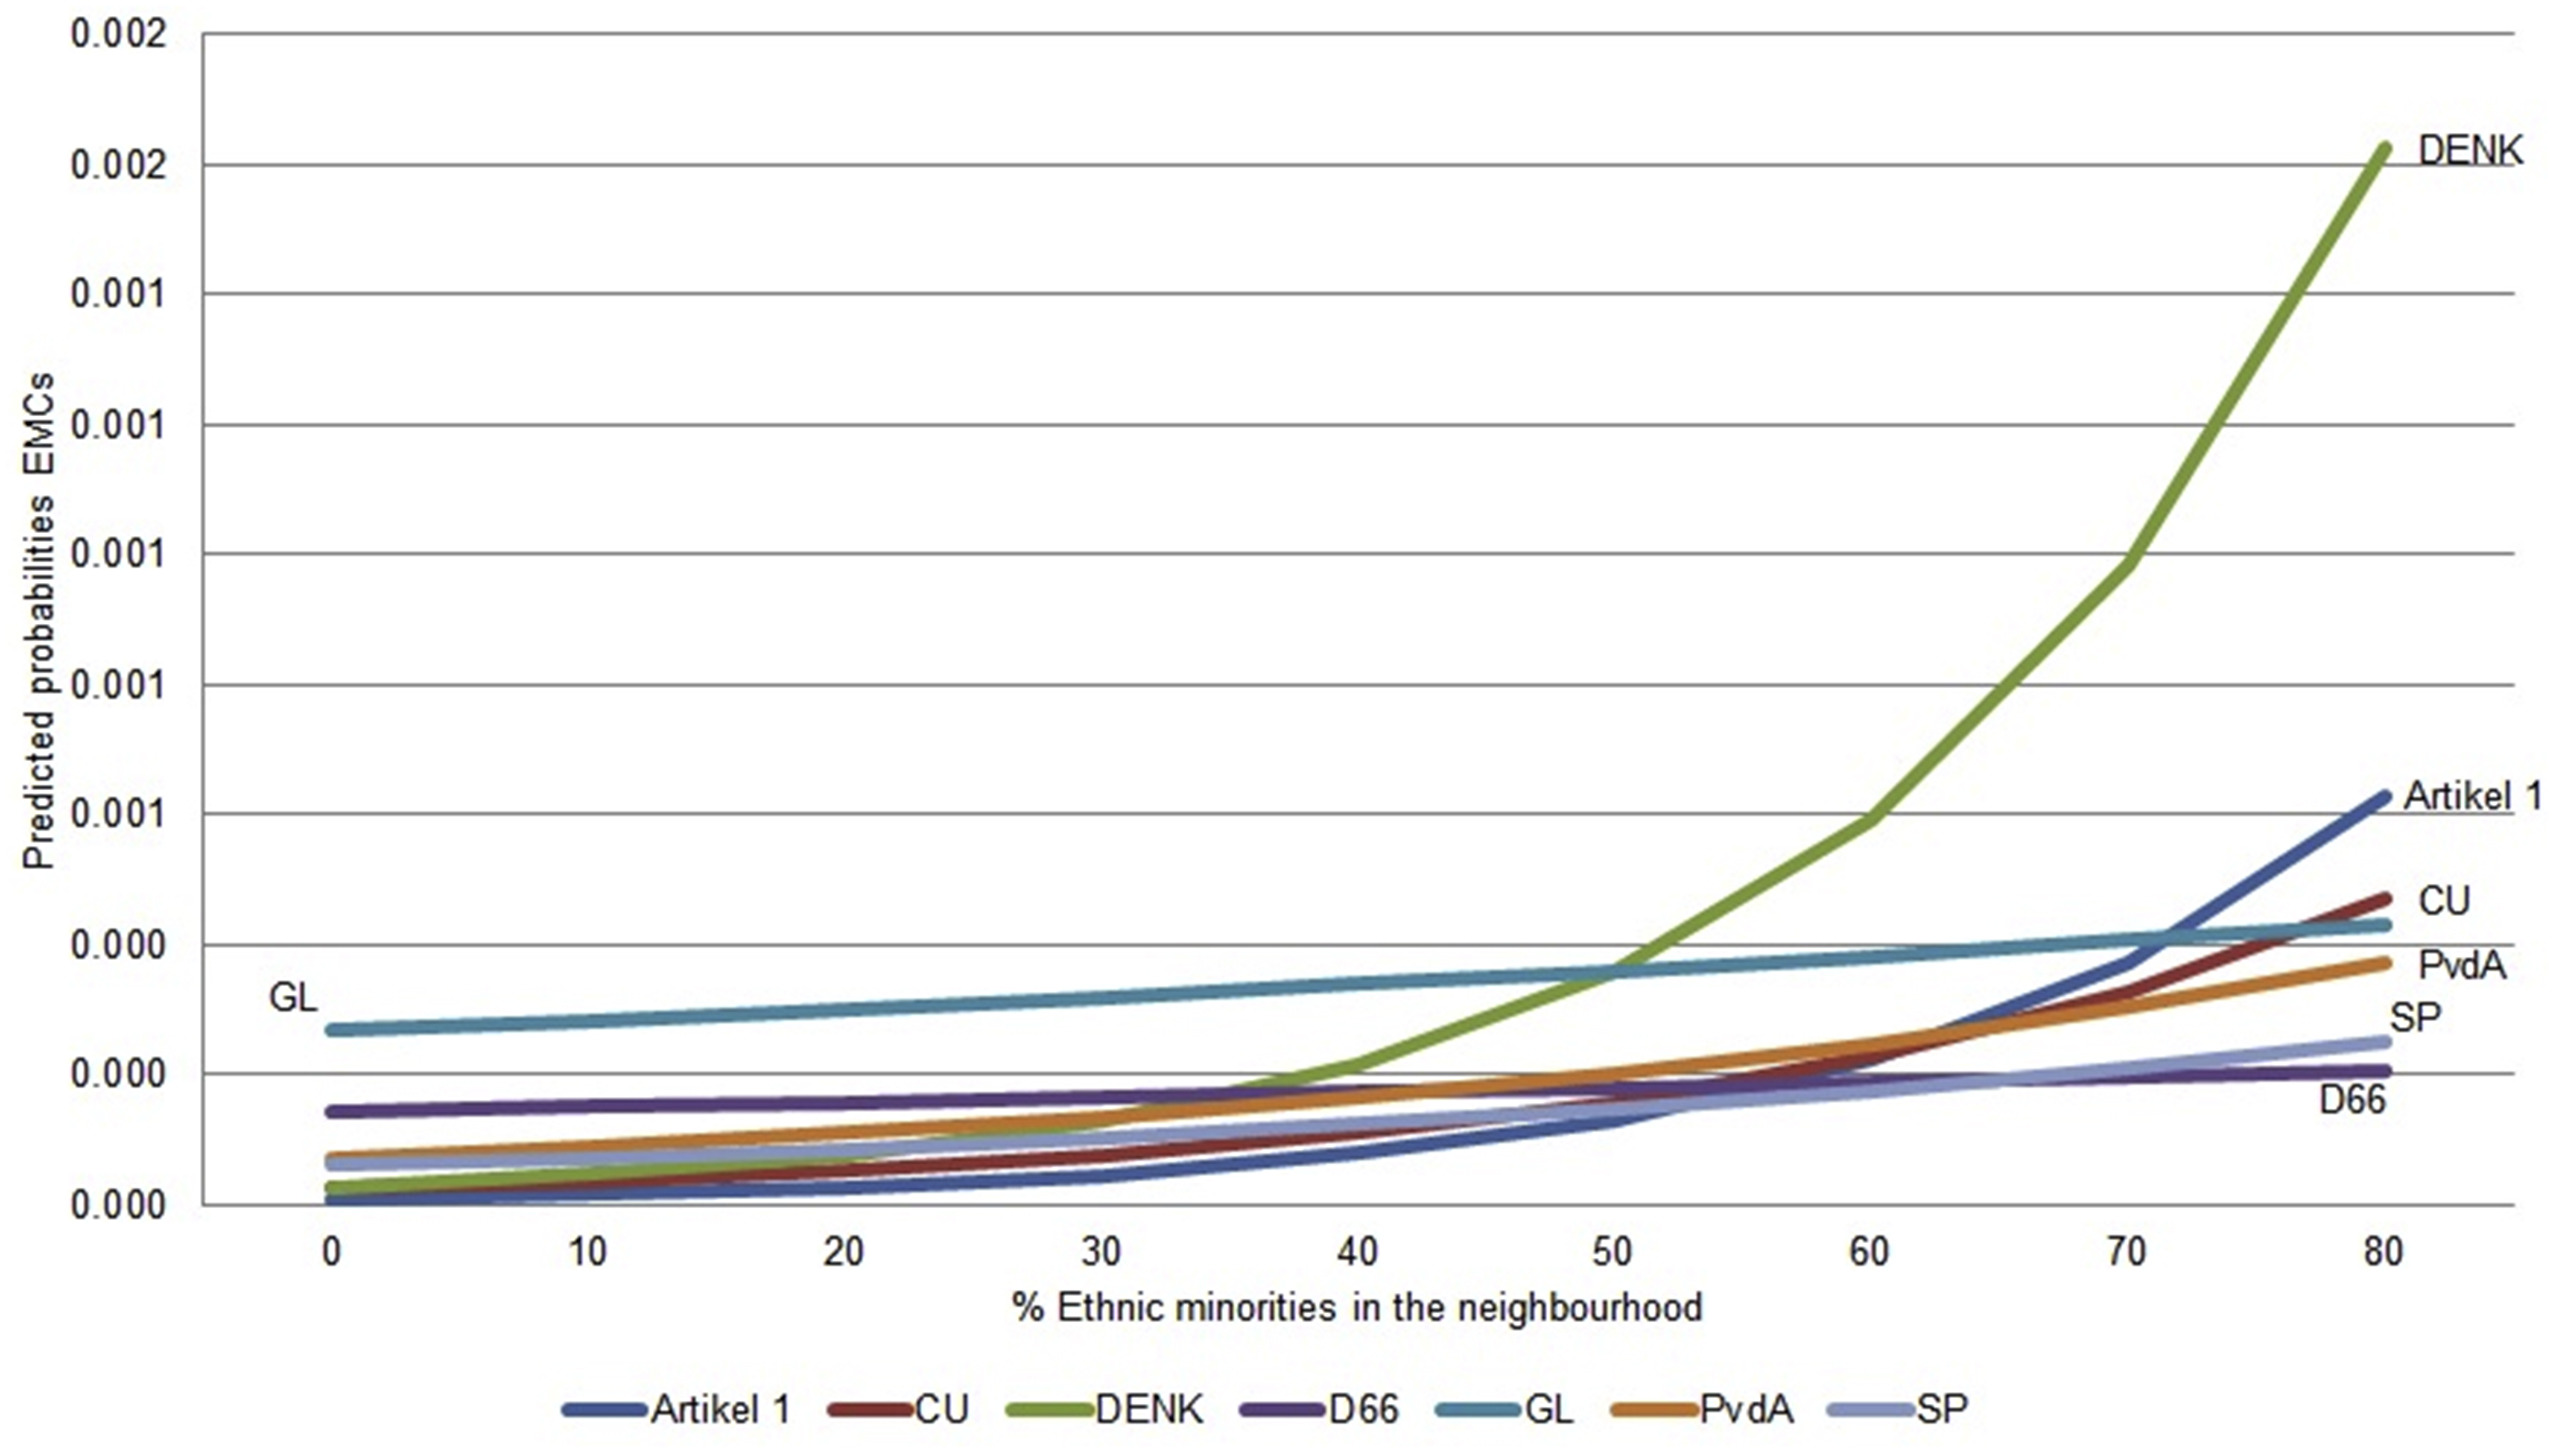 0.002
0.002
0.001
0.001
0.001
0.001
0.001
0.000
0.000
0.000
Predicted probabilities EMCs
DENK
Artikel 1
CU
GL
PvdA
SP
D66
0 10 20 30 40 50 60 70 80
% Ethnic minorities in the neighbourhood
Artikel 1 CU DENK D66 GL PvdA SP